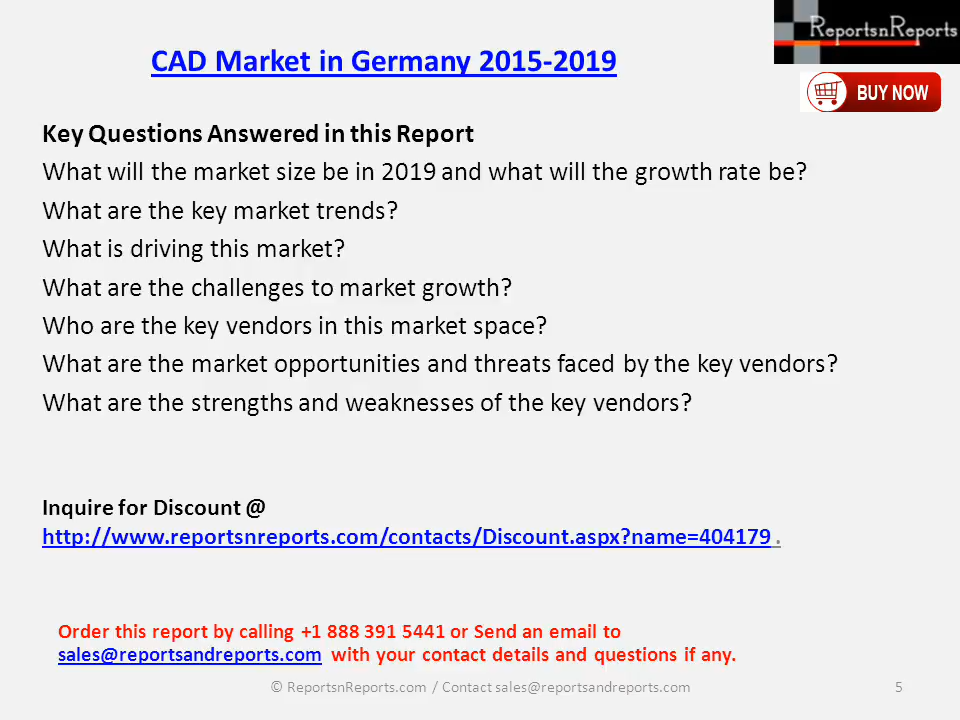 ReportsnReports
CAD Market in Germany 2015-2019
BUY NOW
Key Questions Answered in this Report
What will the market size be in 2019 and what will the growth rate be?
What are the key market trends?
What is driving this market?
What are the challenges to market growth?
Who are the key vendors in this market space?
What are the market opportunities and threats faced by the key vendors?
What are the strengths and weaknesses of the key vendors?
Inquire for Discount @
http://www.reportsnreports.com/contacts/Discount.aspx?name=404179 .
Order this report by calling +1 888 391 5441 or Send an email to
sales@reportsandreports.com with your contact details and questions if any.
© ReportsnReports.com / Contact sales@reportsandreports.com
5